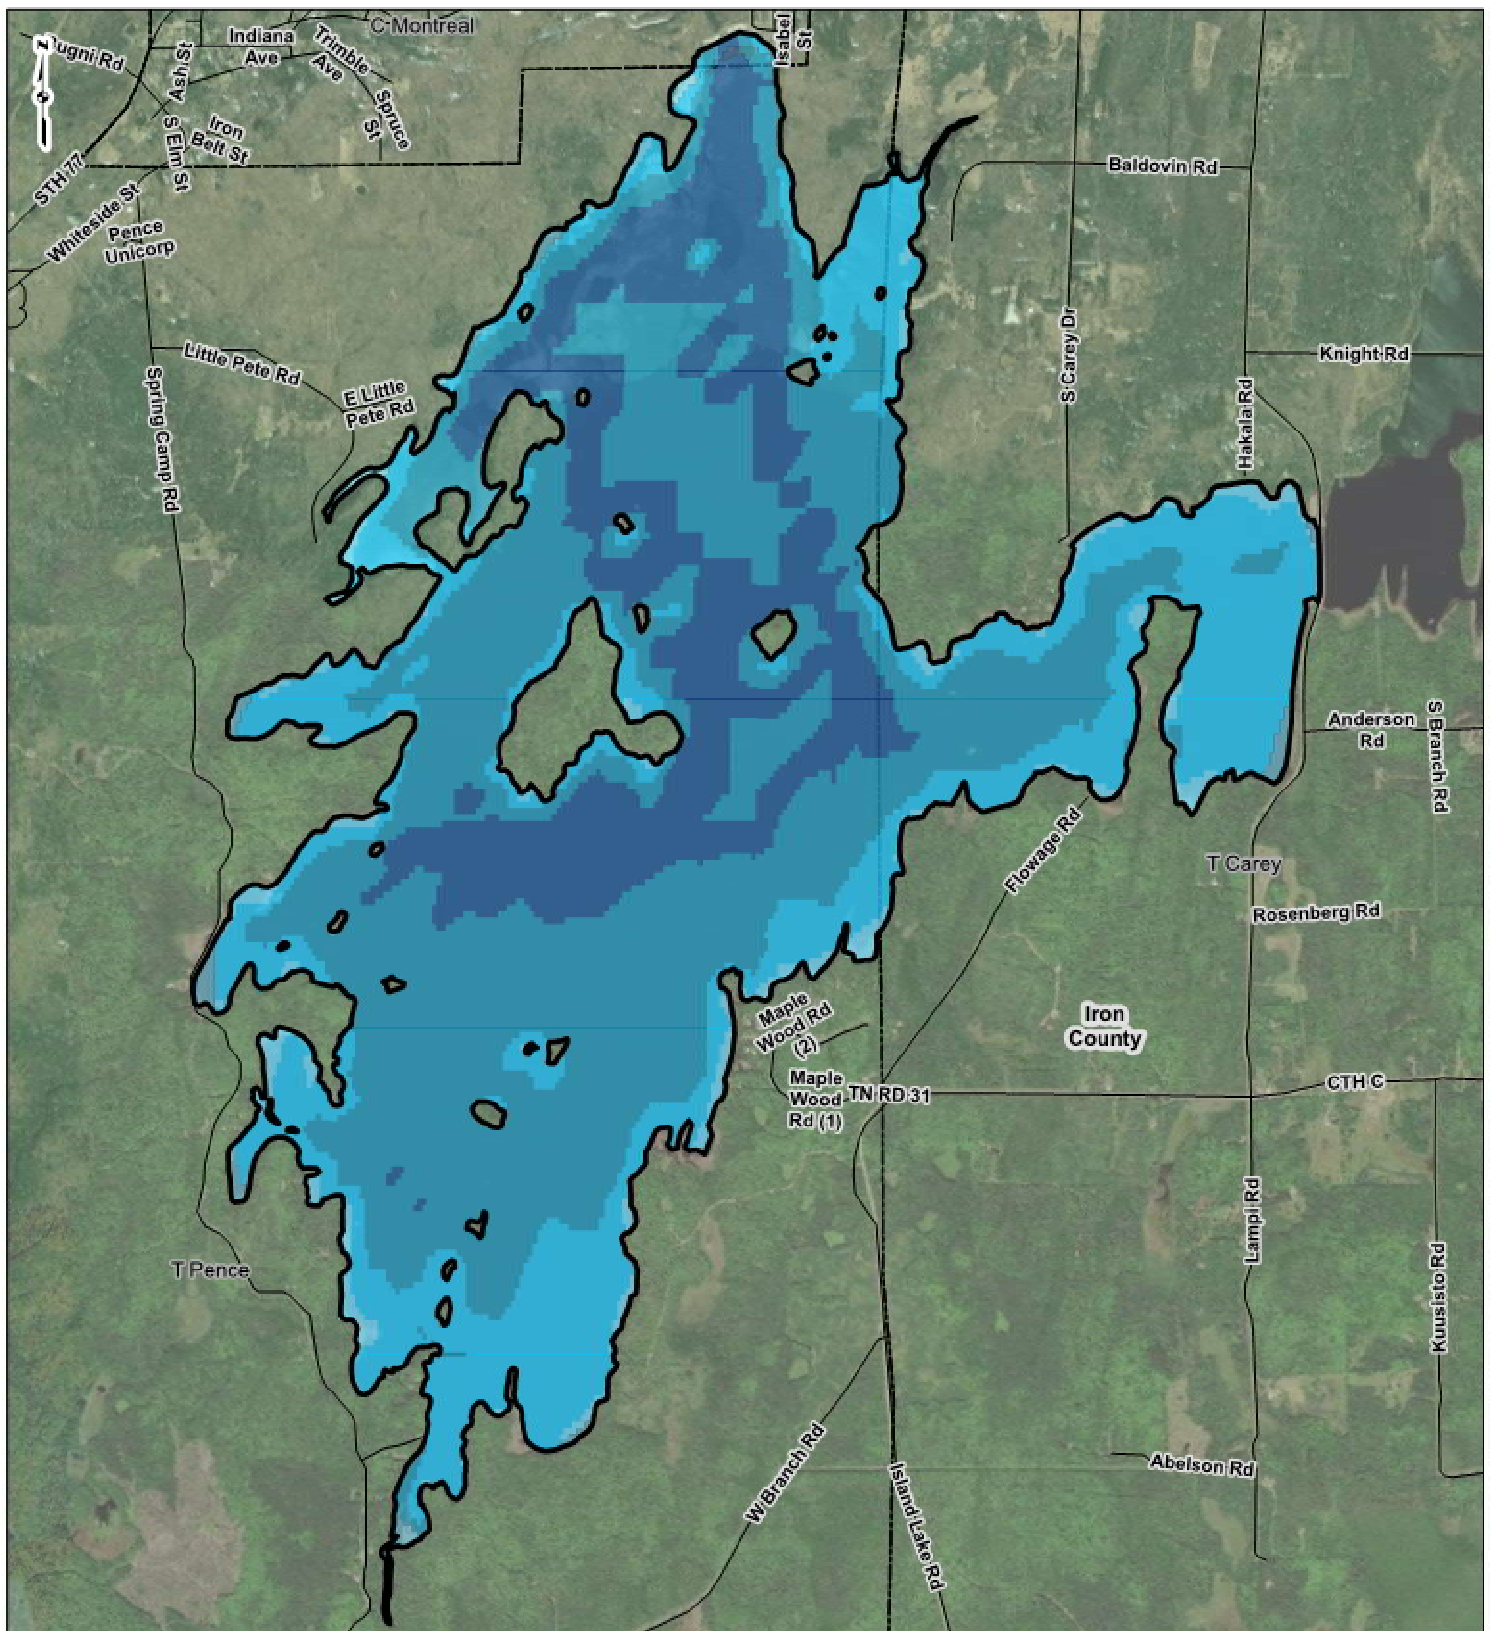 C Montreal
Isabel
St
Indiana
Ave
Trimble
Ave
ugni Rd
Ash St
Spruce
St
Iron
Belt St
S Elm St
STH 77
Whiteside St
Pence
Unicorp
Baldovin Rd
Little Pete Rd
E Little
Pete Rd
Spring Camp Rd
S Carey Dr
Knight Rd
Hakala Rd
Anderson
Rd
S Branch Rd
Flowage Rd
T Carey
Rosenberg Rd
Maple
Wood Rd
(2)
Iron
County
Maple
Wood
Rd (1)
TN RD 31
CTH C
Lampi Rd
T Pence
Kuusisto Rd
W Branch Rd
Island Lake Rd
Abelson Rd